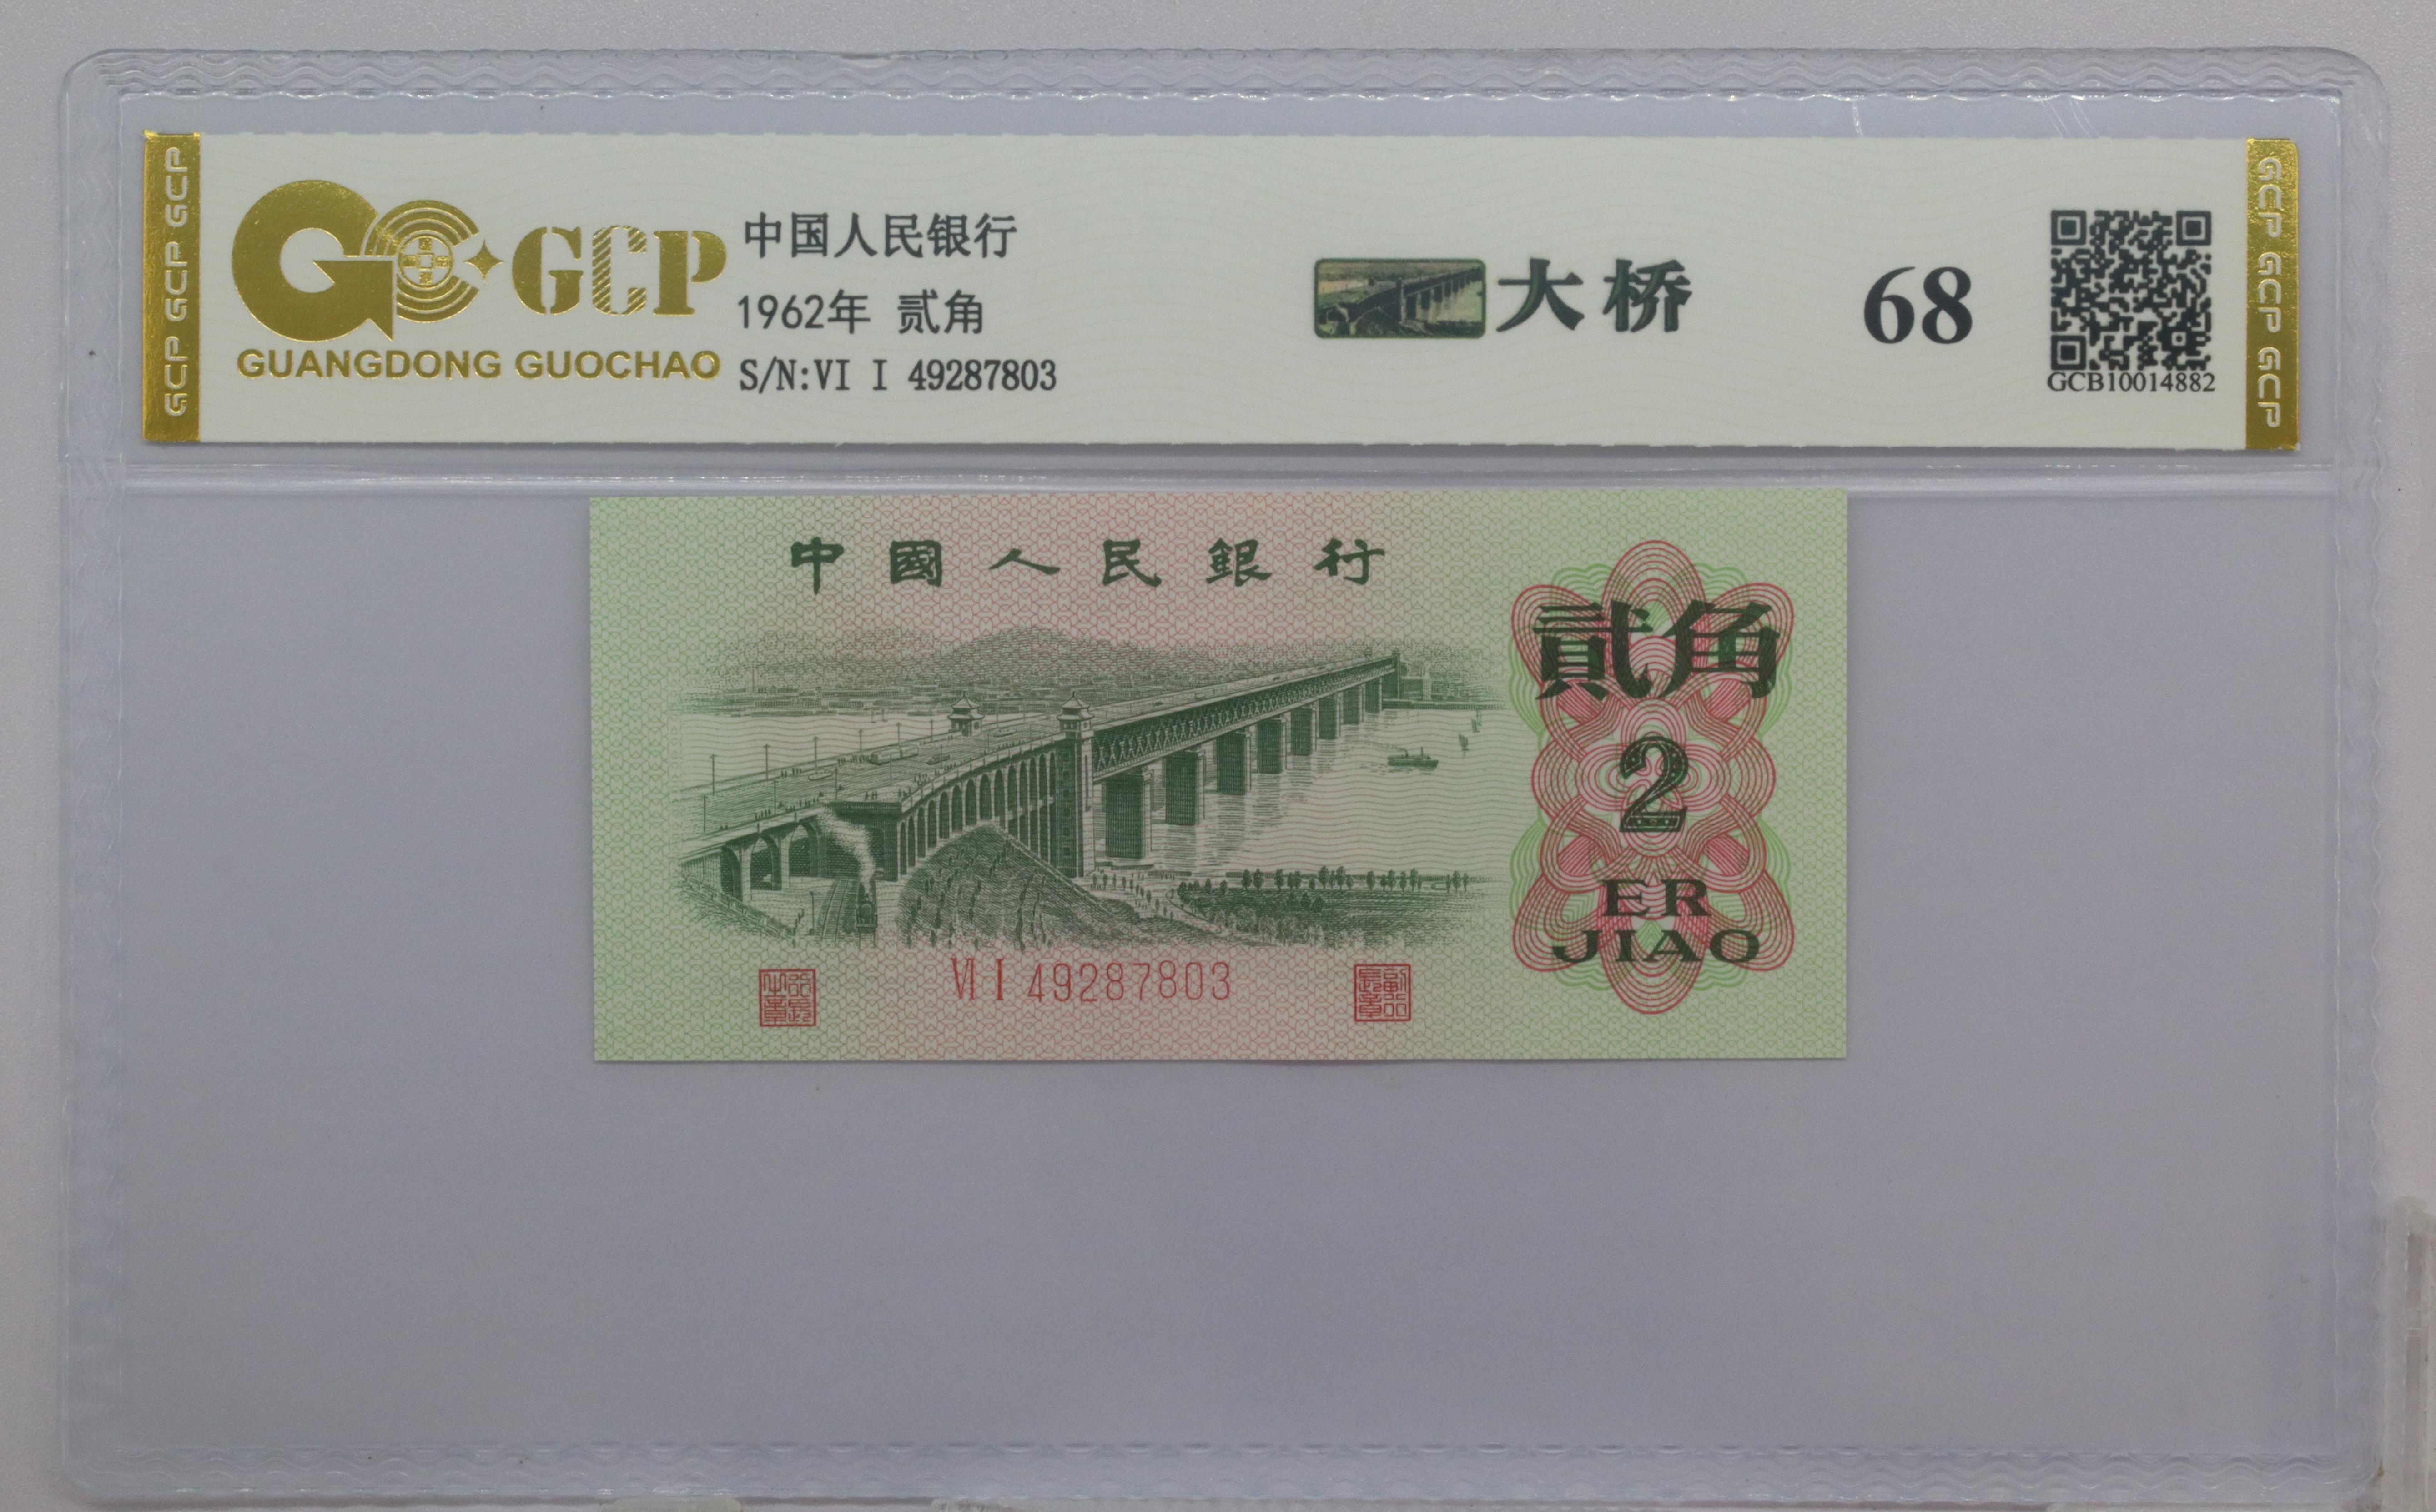 GCP GCP GCP
GCP
GUANGDONG GUOCHAO
中国人民银行
1962年 贰角
S/N:VI I 49287803
大桥
68
GCB10014882
GCP GCP GCP
中國人民銀行
貳角
2
ER
JIAO
VI I 49287803